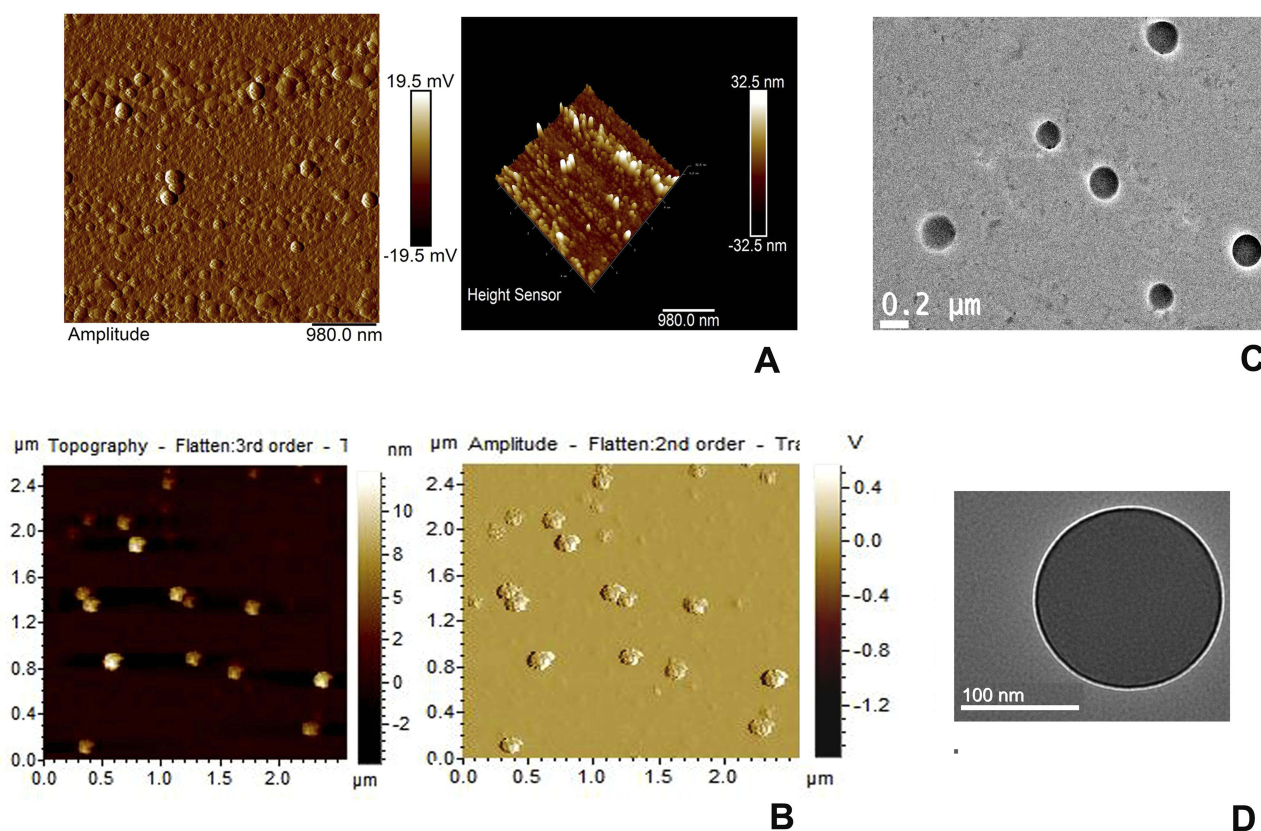 19.5 mV
-19.5 mV
Amplitude
980.0 nm
32.5 nm
-32.5 nm
Height Sensor
980.0 nm
A
0.2 µm
C
µm Topography - Flatten:3rd order - T
nm
2.4
2.0
1.6
1.2
0.8
0.4
0.0
0.0 0.5 1.0 1.5 2.0
µm
10
8
5
2
0
-2
µm Amplitude - Flatten:2nd order - Tra
V
2.4
2.0
1.6
1.2
0.8
0.4
0.0
0.0 0.5 1.0 1.5 2.0
µm
0.4
0.0
-0.4
-0.8
-1.2
B
100 nm
D